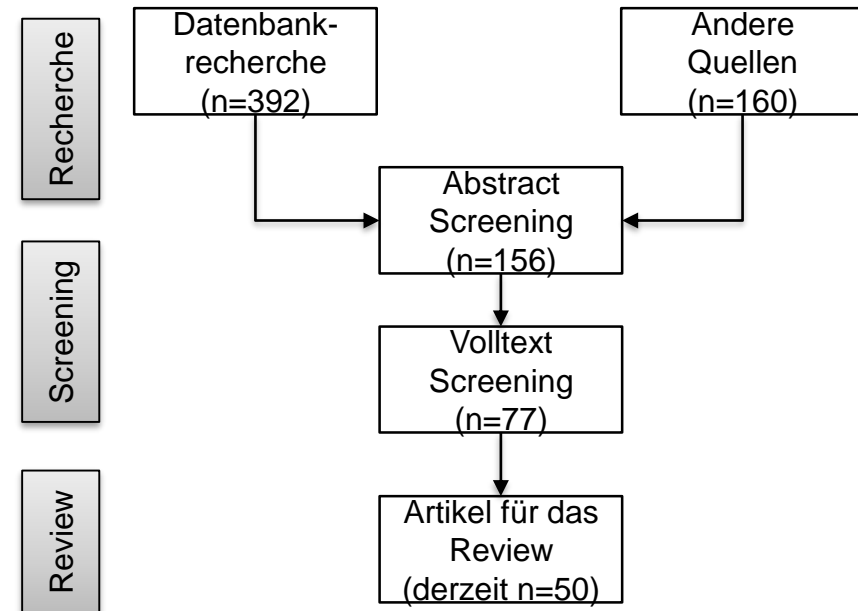 Recherche
Datenbank-
recherche
(n=392)
Andere
Quellen
(n=160)
Abstract
Screening
(n=156)
Screening
Volltext
Screening
(n=77)
Review
Artikel für das
Review
(derzeit n=50)